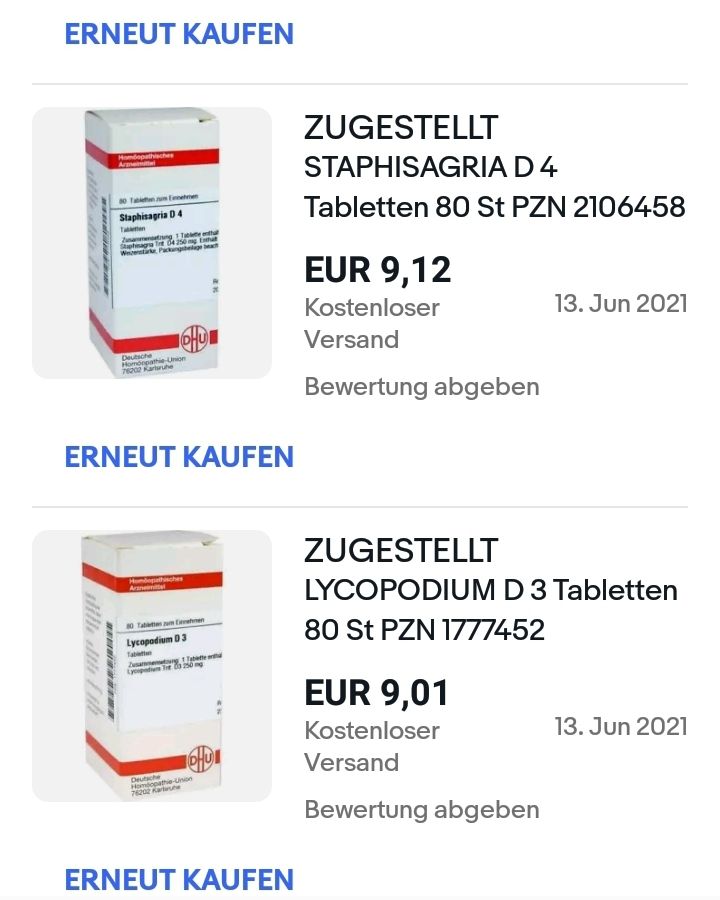 ERNEUT KAUFEN
Homöopathisches
Arzneimittel
80 Tabletten zum Einnehmen
Staphisagria D 4
Tabletten
Zusammensetzung: 1 Tablette enthäl
Staphisagria Trit. D4 250 mg. Enthält
Weizenstärke, Packungsbeilage beach
DHU
Deutsche
Homöopathie-Union
76202 Karlsruhe
ZUGESTELLT
STAPHISAGRIA D 4
Tabletten 80 St PZN 2106458
EUR 9,12
Kostenloser
Versand
13. Jun 2021
Bewertung abgeben
ERNEUT KAUFEN
Homöopathisches
Arzneimittel
80 Tabletten zum Einnehmen
Lycopodium D 3
Tabletten
Zusammensetzung: 1 Tablette enthäl
Lycopodium Trit. D3 250 mg.
DHU
Deutsche
Homöopathie-Union
76202 Karlsruhe
ZUGESTELLT
LYCOPODIUM D 3 Tabletten
80 St PZN 1777452
EUR 9,01
Kostenloser
Versand
13. Jun 2021
Bewertung abgeben
ERNEUT KAUFEN